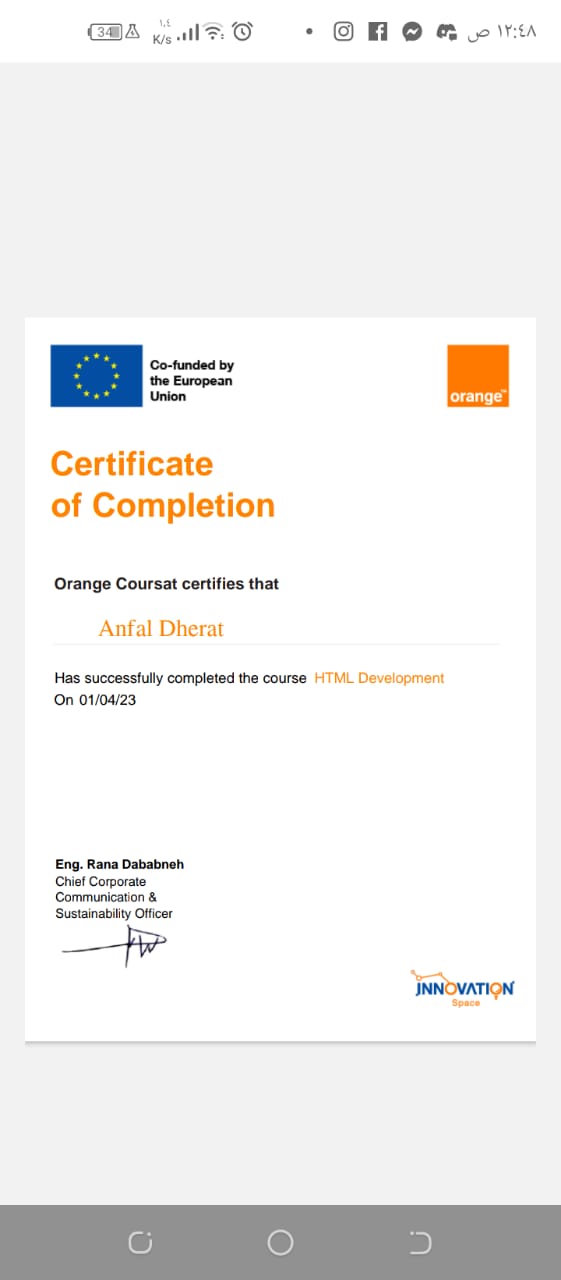 34 ١,٤ K/s ص ١٢:٤٨
Co-funded by
the European
Union
orange™
Certificate
of Completion
Orange Coursat certifies that
Anfal Dherat
Has successfully completed the course HTML Development
On 01/04/23
Eng. Rana Dababneh
Chief Corporate
Communication &
Sustainability Officer
INNOVATION
Space